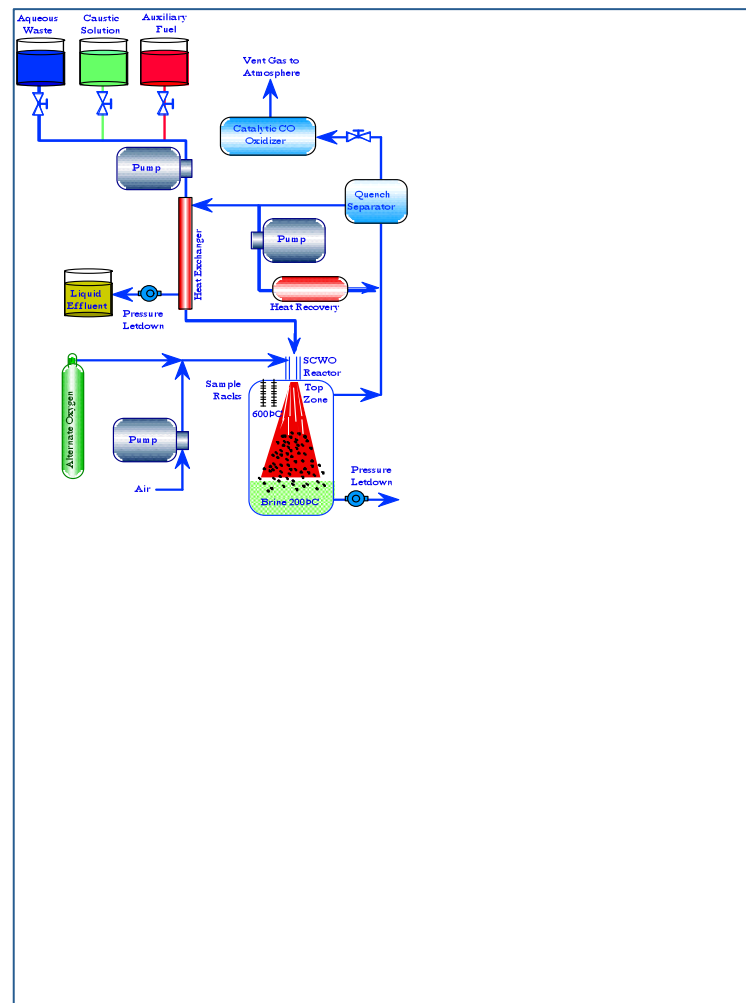 Aqueous
Waste
Caustic
Solution
Auxiliary
Fuel
Vent Gas to
Atmosphere
Catalytic CO
Oxidizer
Pump
Quench
Separator
Pump
Heat Exchanger
Liquid
Effluent
Pressure
Letdown
Heat Recovery
SCWO
Reactor
Sample
Racks
Top
Zone
600ÞC
Alternate Oxygen
Pump
Air
Pressure
Letdown
Brine 200ÞC